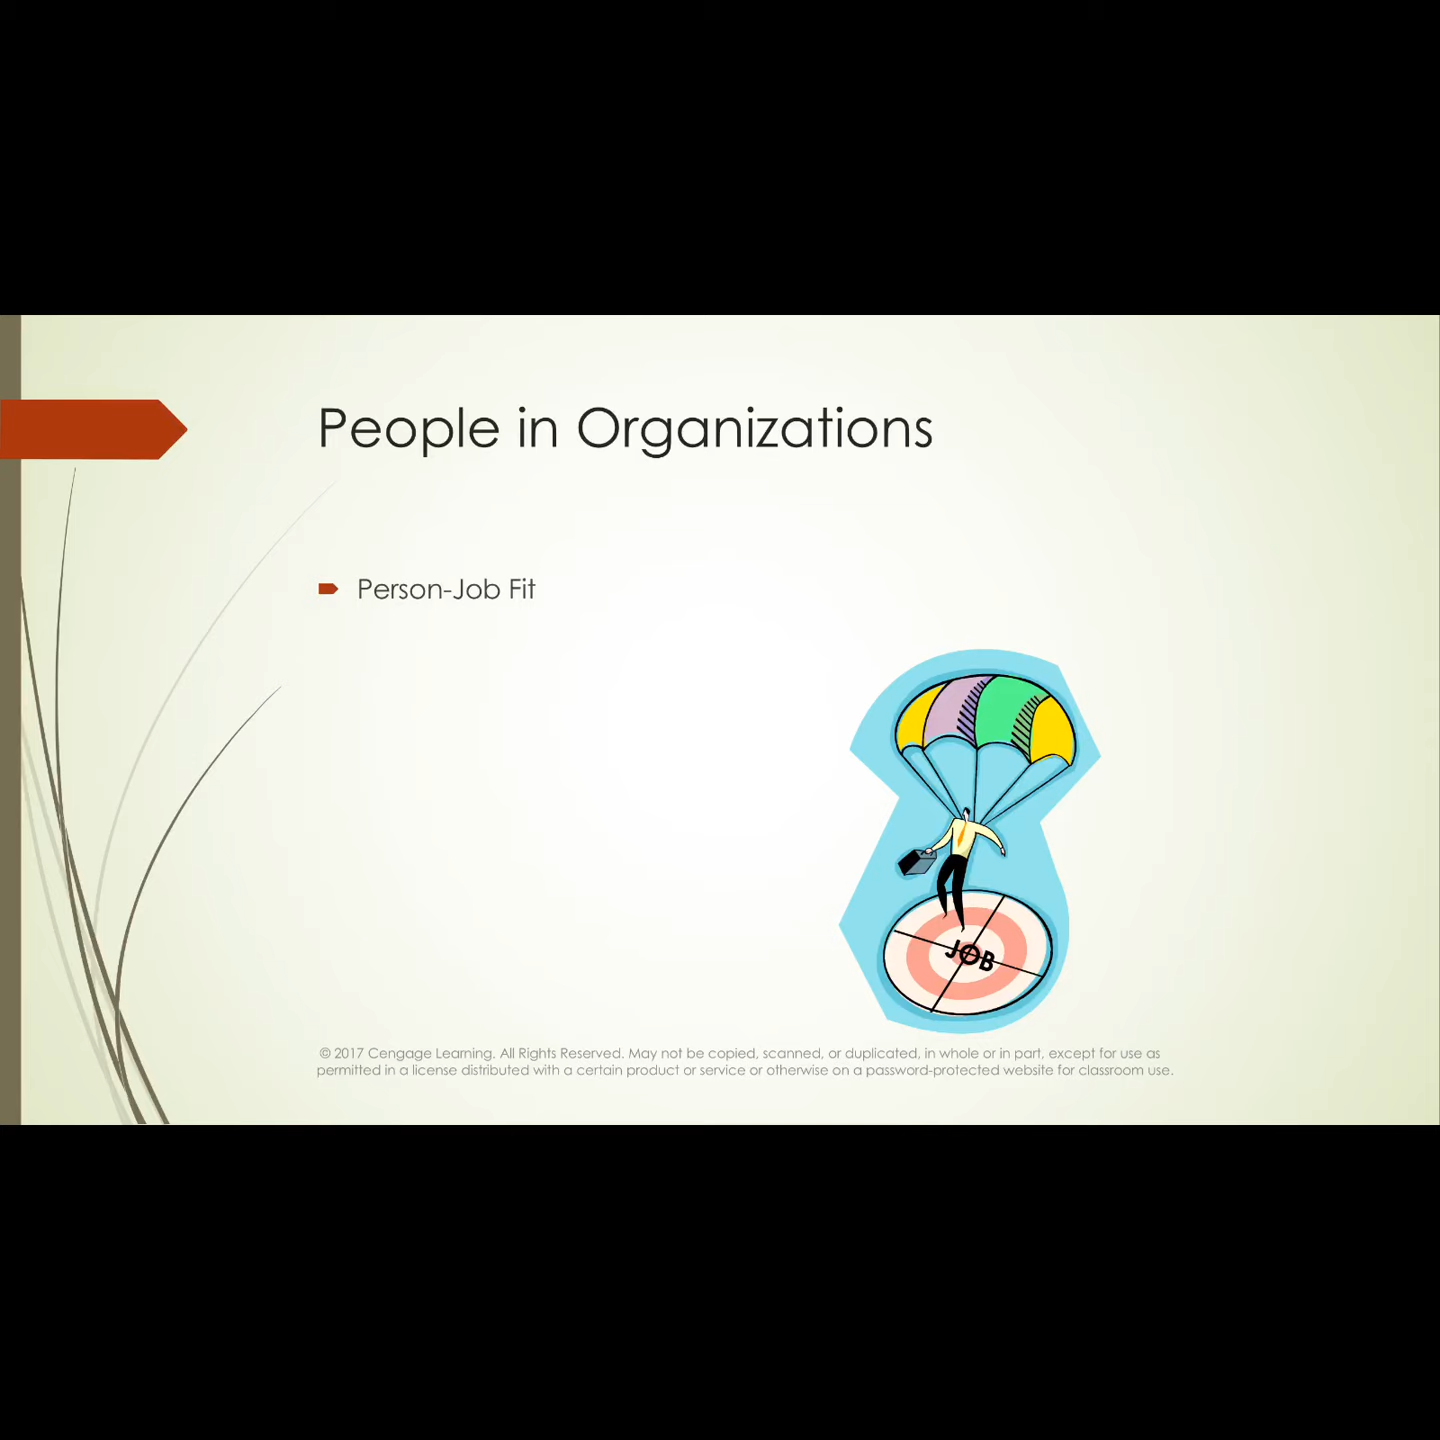 People in Organizations
Person-Job Fit
JOB
© 2017 Cengage Learning. All Rights Reserved. May not be copied, scanned, or duplicated, in whole or in part, except for use as
permitted in a license distributed with a certain product or service or otherwise on a password-protected website for classroom use.